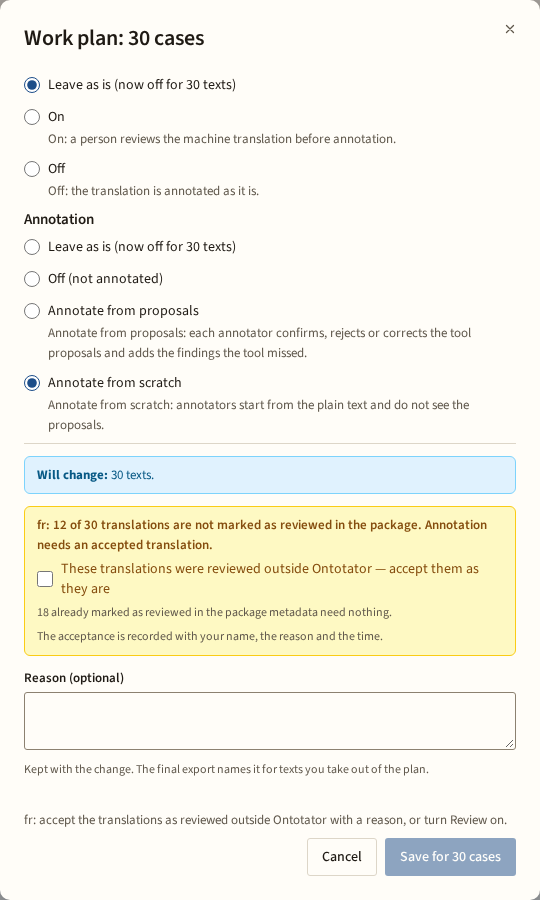 Work plan: 30 cases
×
Leave as is (now off for 30 texts)
On
On: a person reviews the machine translation before annotation.
Off
Off: the translation is annotated as it is.
Annotation
Leave as is (now off for 30 texts)
Off (not annotated)
Annotate from proposals
Annotate from proposals: each annotator confirms, rejects or corrects the tool
proposals and adds the findings the tool missed.
Annotate from scratch
Annotate from scratch: annotators start from the plain text and do not see the
proposals.
Will change: 30 texts.
fr: 12 of 30 translations are not marked as reviewed in the package. Annotation
needs an accepted translation.
These translations were reviewed outside Ontotator — accept them as
they are
18 already marked as reviewed in the package metadata need nothing.
The acceptance is recorded with your name, the reason and the time.
Reason (optional)
Kept with the change. The final export names it for texts you take out of the plan.
fr: accept the translations as reviewed outside Ontotator with a reason, or turn Review on.
Cancel
Save for 30 cases